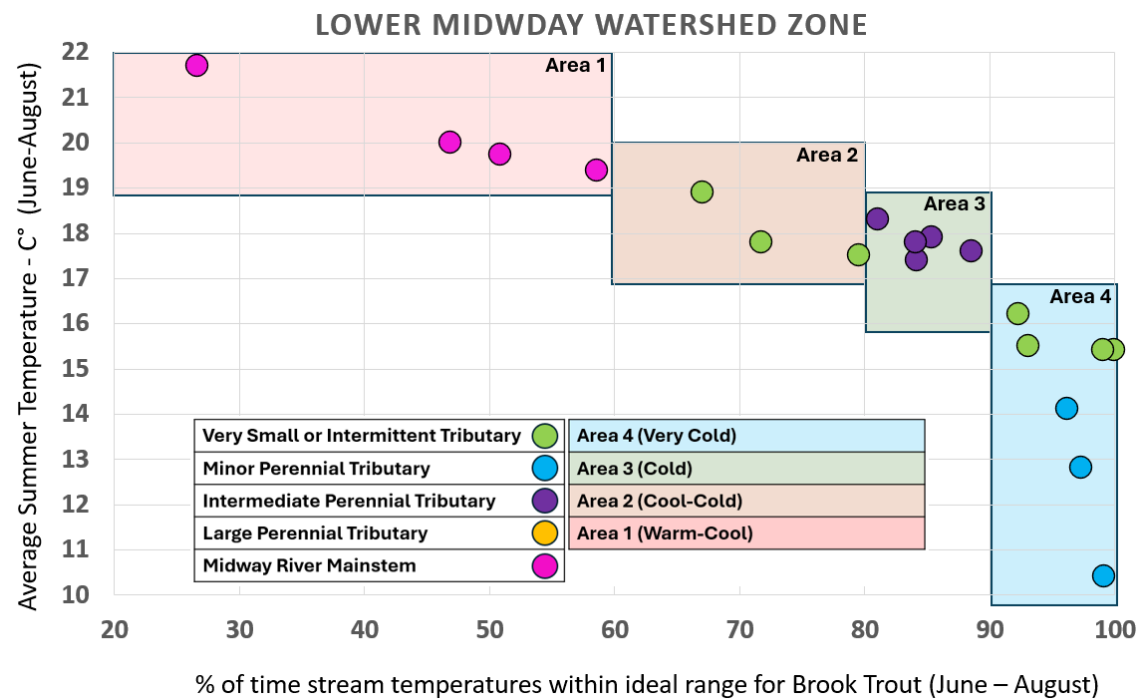 LOWER MIDWDAY WATERSHED ZONE
Average Summer Temperature - C° (June-August)
22
21
20
19
18
17
16
15
14
13
12
11
10
Area 1
Area 2
Area 3
Area 4
Very Small or Intermittent Tributary
Minor Perennial Tributary
Intermediate Perennial Tributary
Large Perennial Tributary
Midway River Mainstem
Area 4 (Very Cold)
Area 3 (Cold)
Area 2 (Cool-Cold)
Area 1 (Warm-Cool)
20 30 40 50 60 70 80 90 100
% of time stream temperatures within ideal range for Brook Trout (June – August)